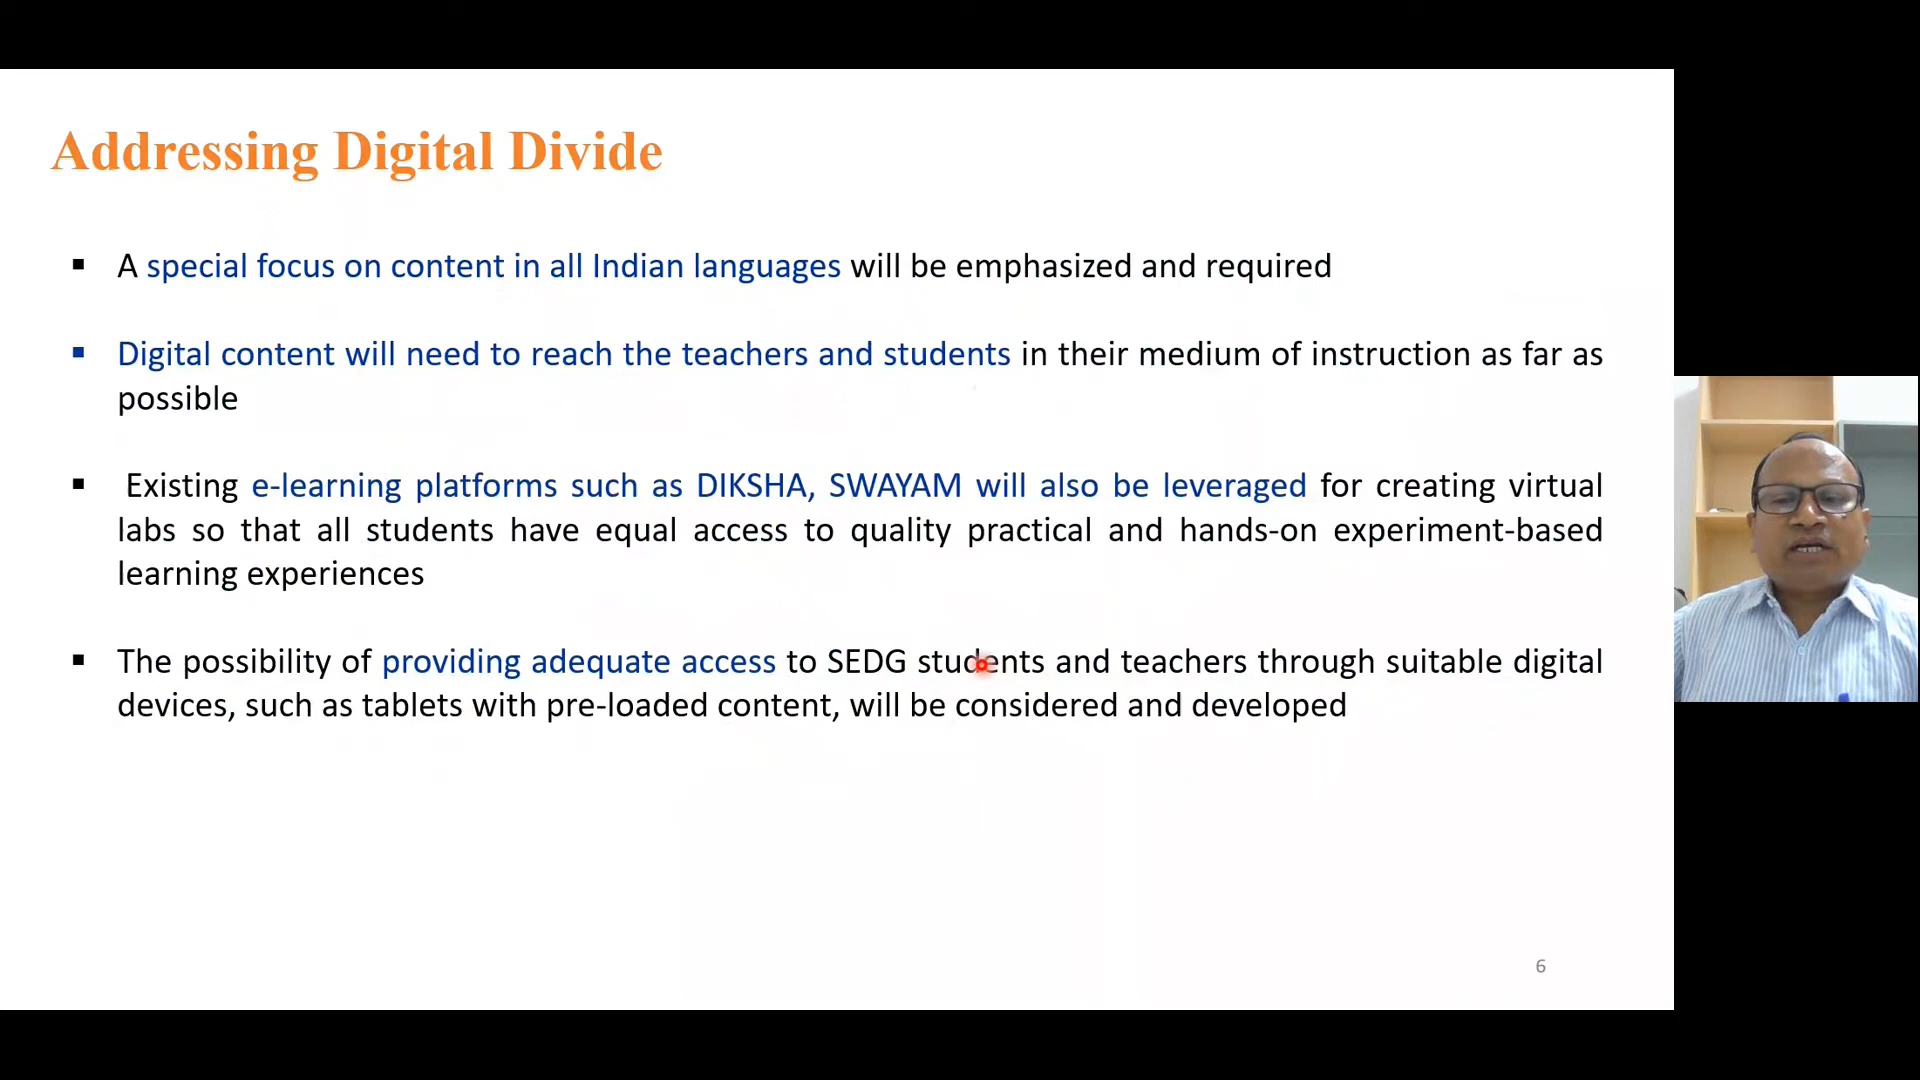 Addressing Digital Divide
▪ A special focus on content in all Indian languages will be emphasized and required
▪ Digital content will need to reach the teachers and students in their medium of instruction as far as
possible
▪ Existing e-learning platforms such as DIKSHA, SWAYAM will also be leveraged for creating virtual
labs so that all students have equal access to quality practical and hands-on experiment-based
learning experiences
▪ The possibility of providing adequate access to SEDG students and teachers through suitable digital
devices, such as tablets with pre-loaded content, will be considered and developed
6